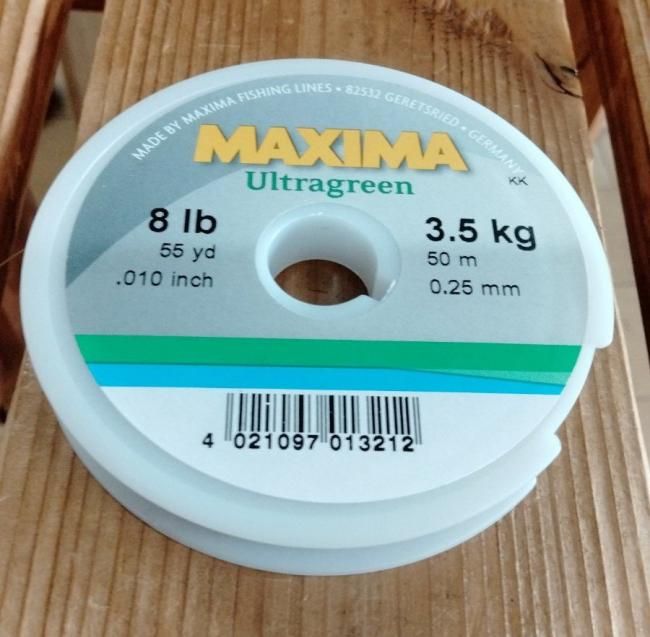 MADE BY MAXIMA FISHING LINES • 82532 GERETSRIED • GERMANY
MAXIMA
Ultragreen
KK
8 lb
55 yd
.010 inch
3.5 kg
50 m
0.25 mm
4 021097 013212